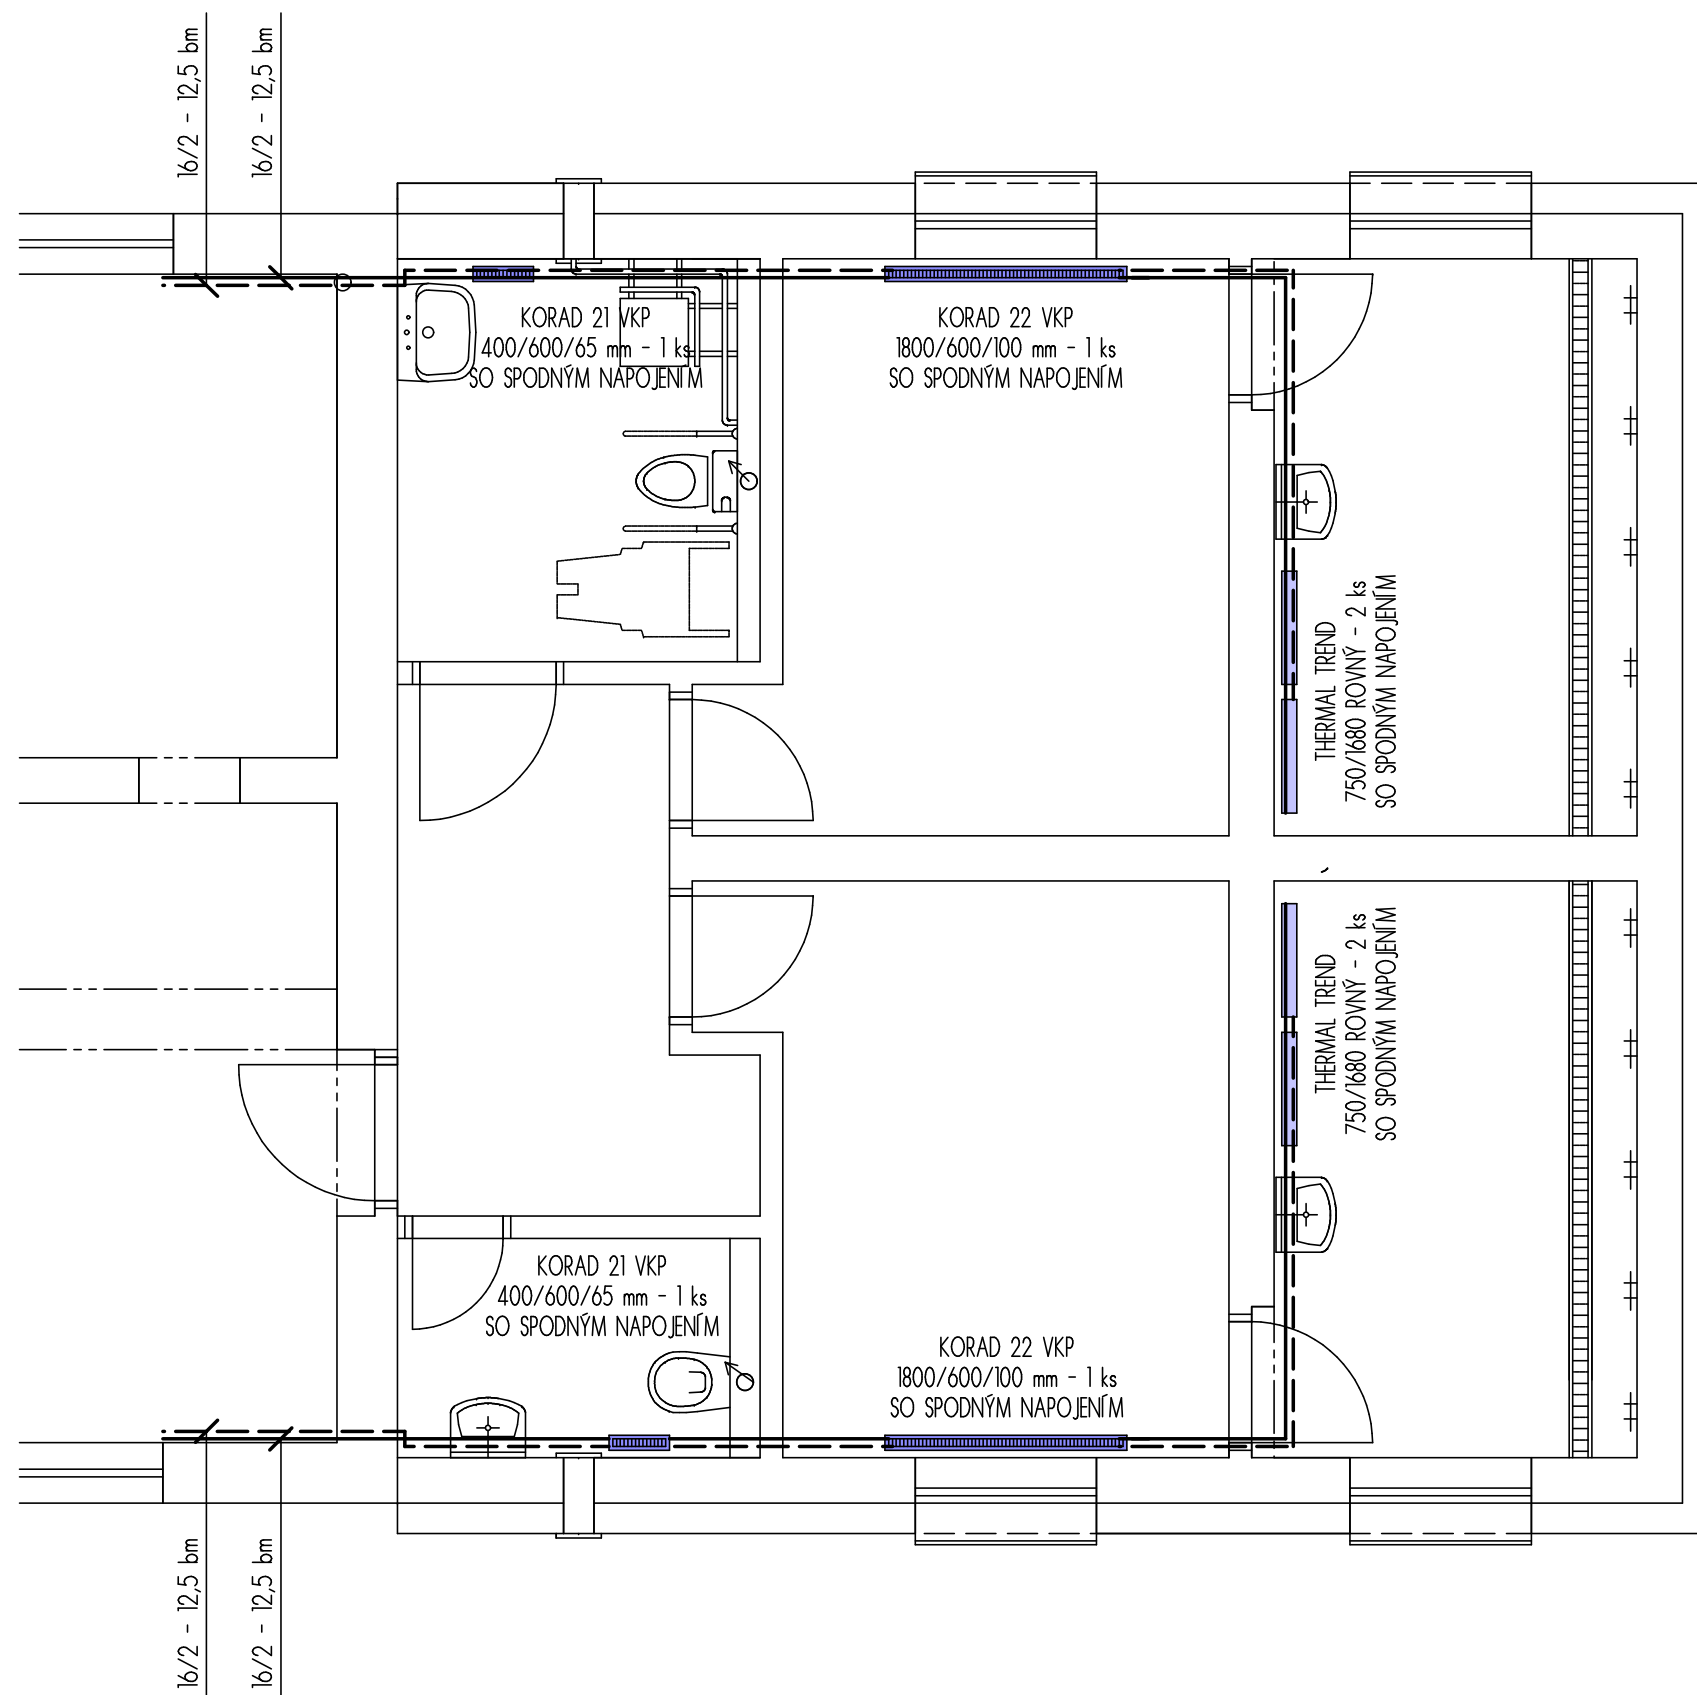 16/2 - 12,5 bm
16/2 - 12,5 bm
KORAD 21 VKP
400/600/65 mm - 1 ks
SO SPODNÝM NAPOJENÍM
KORAD 22 VKP
1800/600/100 mm - 1 ks
SO SPODNÝM NAPOJENÍM
THERMAL TREND
750/1680 ROVNÝ - 2 ks
SO SPODNÝM NAPOJENÍM
THERMAL TREND
750/1680 ROVNÝ - 2 ks
SO SPODNÝM NAPOJENÍM
KORAD 21 VKP
400/600/65 mm - 1 ks
SO SPODNÝM NAPOJENÍM
KORAD 22 VKP
1800/600/100 mm - 1 ks
SO SPODNÝM NAPOJENÍM
16/2 - 12,5 bm
16/2 - 12,5 bm